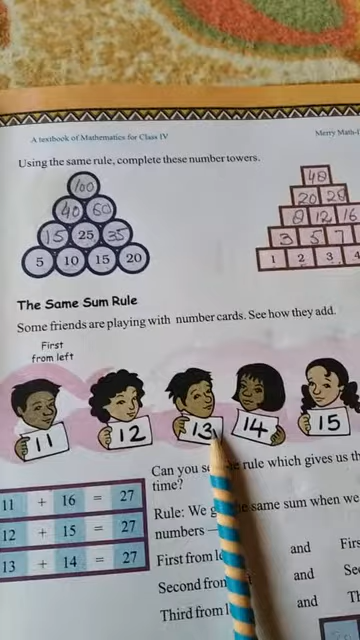 A textbook of Mathematics for Class IV
Merry Math-I
Using the same rule, complete these number towers.
100
40 60
15 25 35
5 10 15 20
48
20 28
8 12 16
3 5 7
1 2 3 4
The Same Sum Rule
Some friends are playing with number cards. See how they add.
First
from left
11 12 13 14 15
11 + 16 = 27
12 + 15 = 27
13 + 14 = 27
Can you the rule which gives us th
time?
Rule: We the same sum when we
numbers —
First from and Firs
Second from and Se
Third from and Th